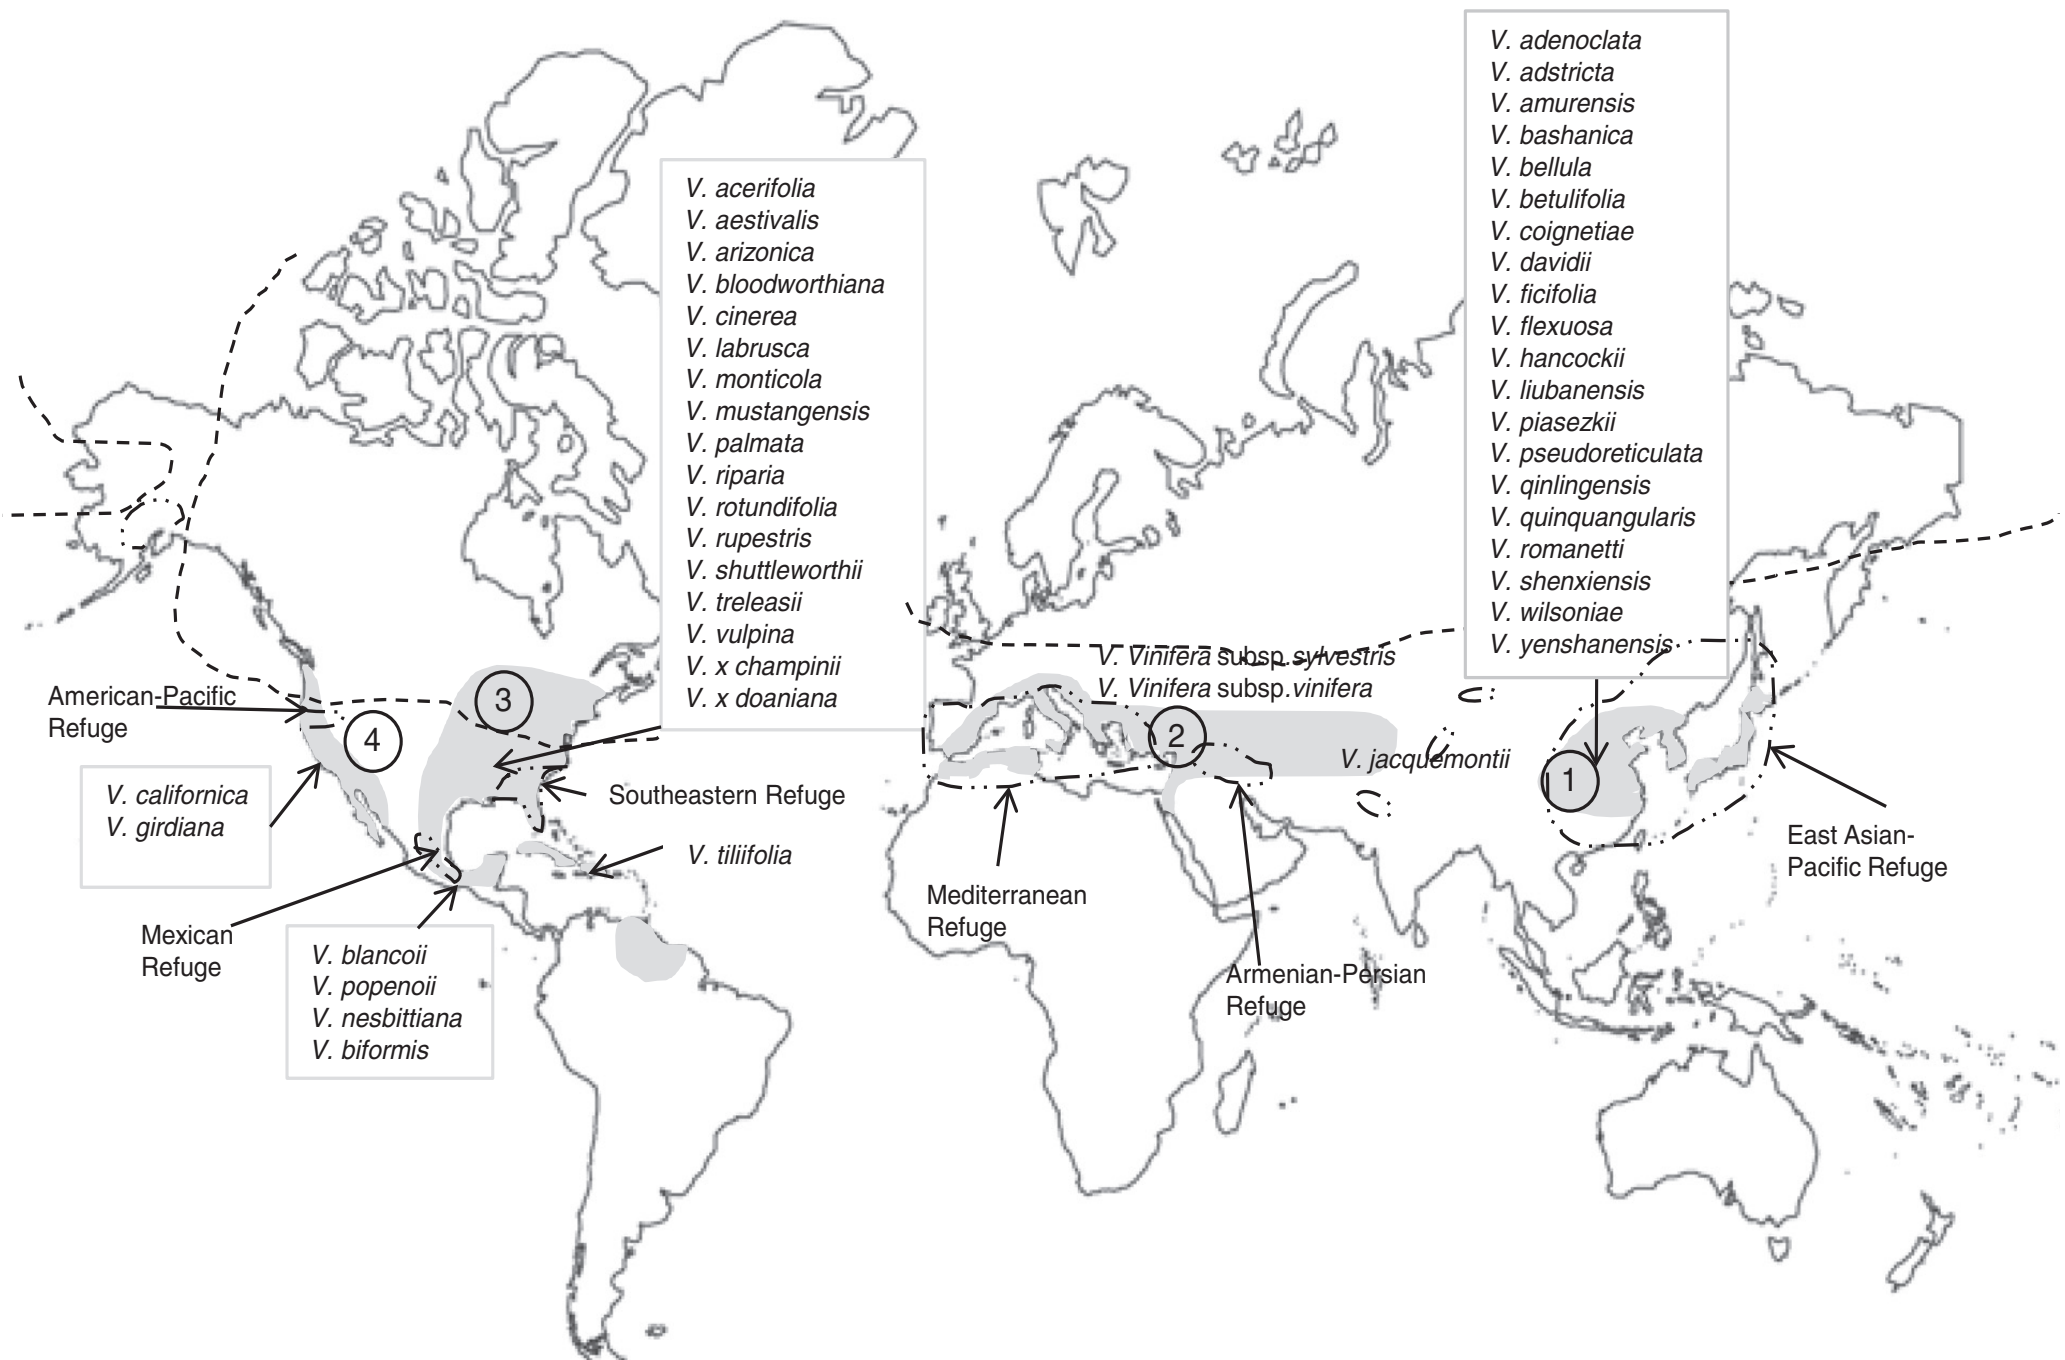 V. adenoclata
V. adstricta
V. amurensis
V. bashanica
V. bellula
V. betulifolia
V. coignetiae
V. davidii
V. ficifolia
V. flexuosa
V. hancockii
V. liubanensis
V. piasezkii
V. pseudoreticulata
V. qinlingensis
V. quinquangularis
V. romanetti
V. shenxiensis
V. wilsoniae
V. yenshanensis
V. acerifolia
V. aestivalis
V. arizonica
V. bloodworthiana
V. cinerea
V. labrusca
V. monticola
V. mustangensis
V. palmata
V. riparia
V. rotundifolia
V. rupestris
V. shuttleworthii
V. treleasii
V. vulpina
V. x champinii
V. x doaniana
V. Vinifera subsp.sylvestris
V. Vinifera subsp.vinifera
American-Pacific
Refuge
3
4
2
1
V. jacquemontii
V. californica
V. girdiana
Southeastern Refuge
V. tiliifolia
East Asian-
Pacific Refuge
Mediterranean
Refuge
Mexican
Refuge
V. blancoii
V. popenoii
V. nesbittiana
V. biformis
Armenian-Persian
Refuge